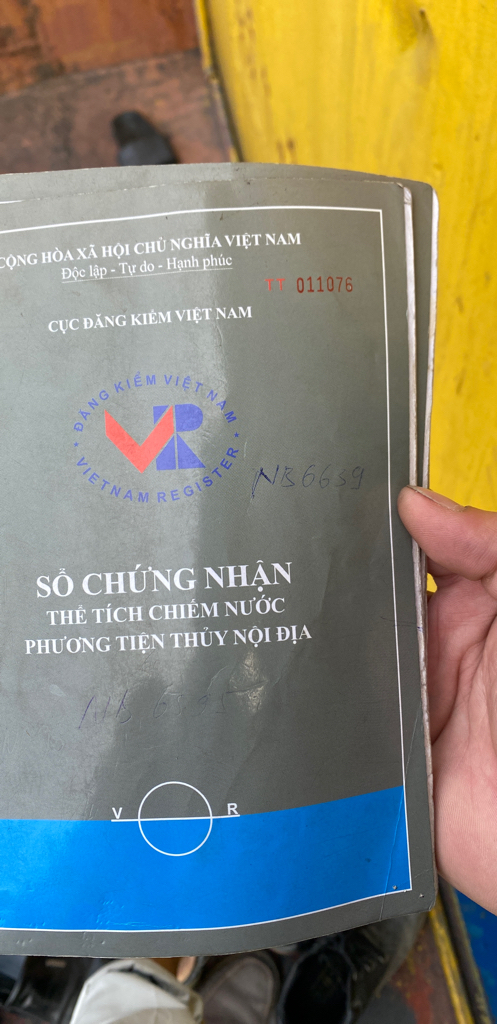 CỘNG HÒA XÃ HỘI CHỦ NGHĨA VIỆT NAM
Độc lập - Tự do - Hạnh phúc
TT 011076
CỤC ĐĂNG KIỂM VIỆT NAM
ĐĂNG KIỂM VIỆT NAM
VR
VIETNAM REGISTER
NB6639
SỔ CHỨNG NHẬN
THỂ TÍCH CHIẾM NƯỚC
PHƯƠNG TIỆN THỦY NỘI ĐỊA
V R